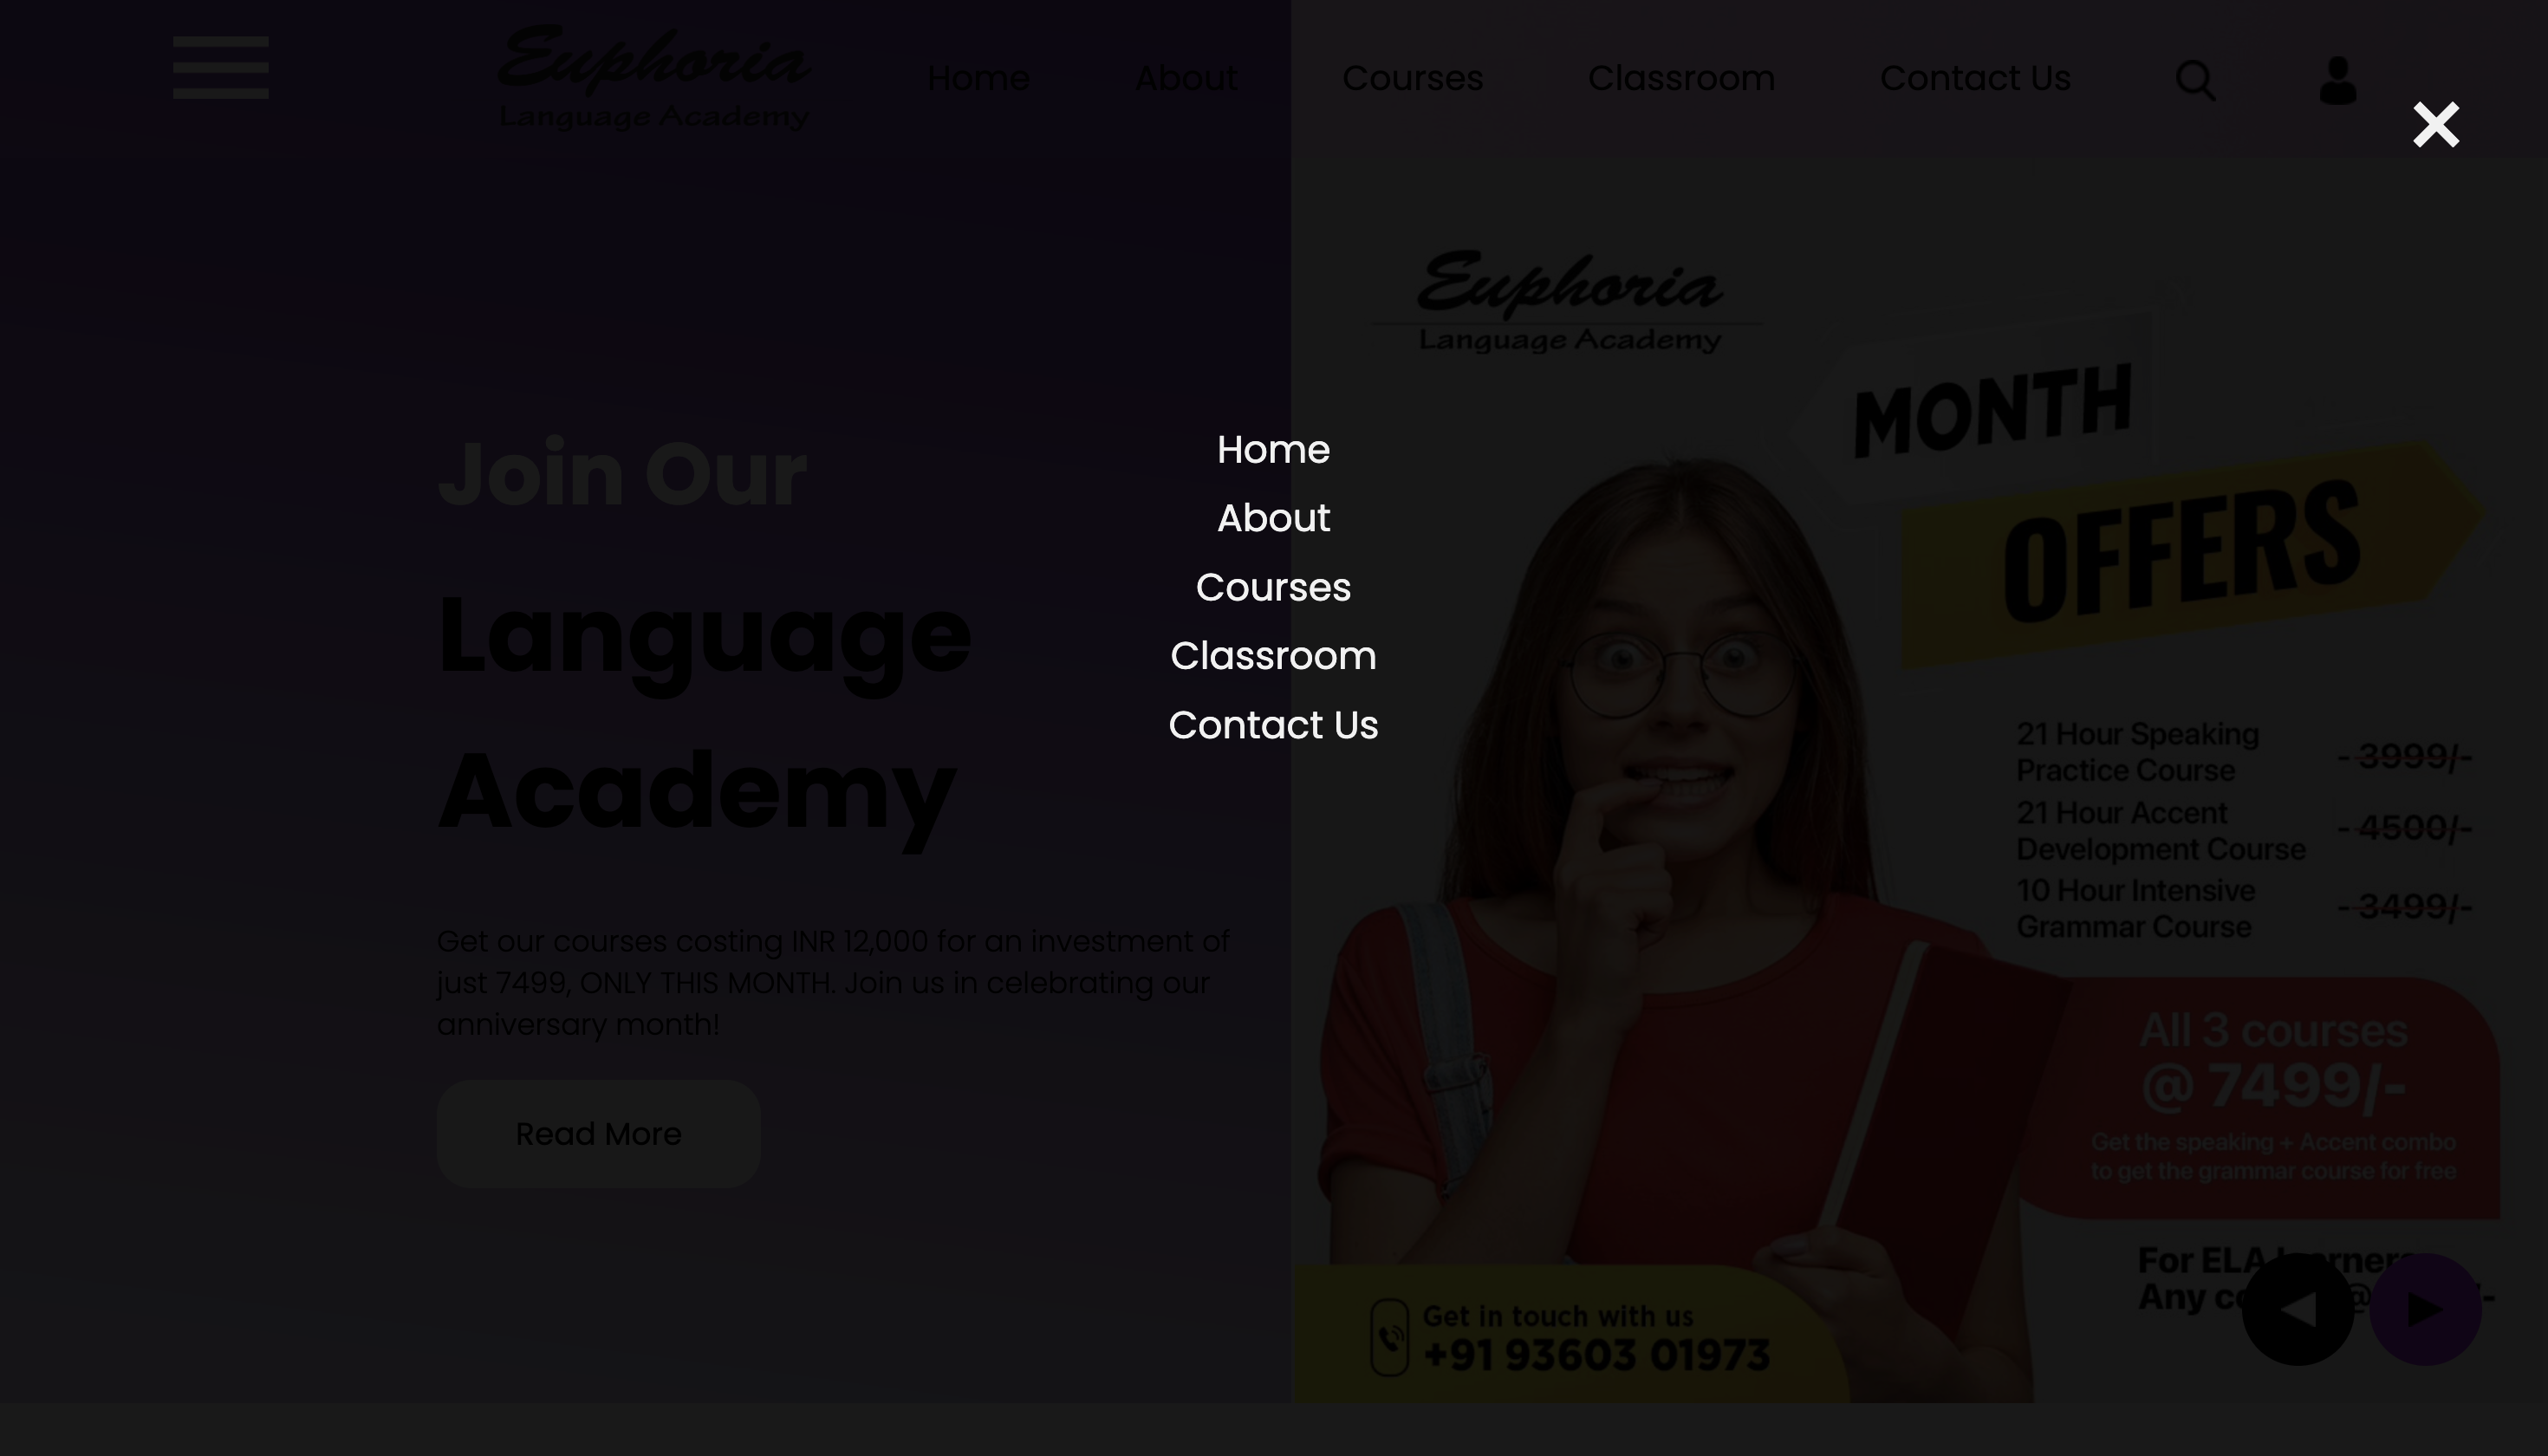 Euphoria
Language Academy
Home
About
Courses
Classroom
Contact Us
Home
About
Courses
Classroom
Contact Us
Join Our
Language
Academy
Get our courses costing INR 12,000 for an investment of
just 7499, ONLY THIS MONTH. Join us in celebrating our
anniversary month!
Read More
Euphoria
Language Academy
MONTH
OFFERS
21 Hour Speaking
Practice Course
- 3999/-
21 Hour Accent
Development Course
- 4500/-
10 Hour Intensive
Grammar Course
- 3499/-
All 3 courses
@ 7499/-
Get the speaking + Accent combo
to get the grammar course for free
For ELA
Any
Get in touch with us
+91 93603 01973